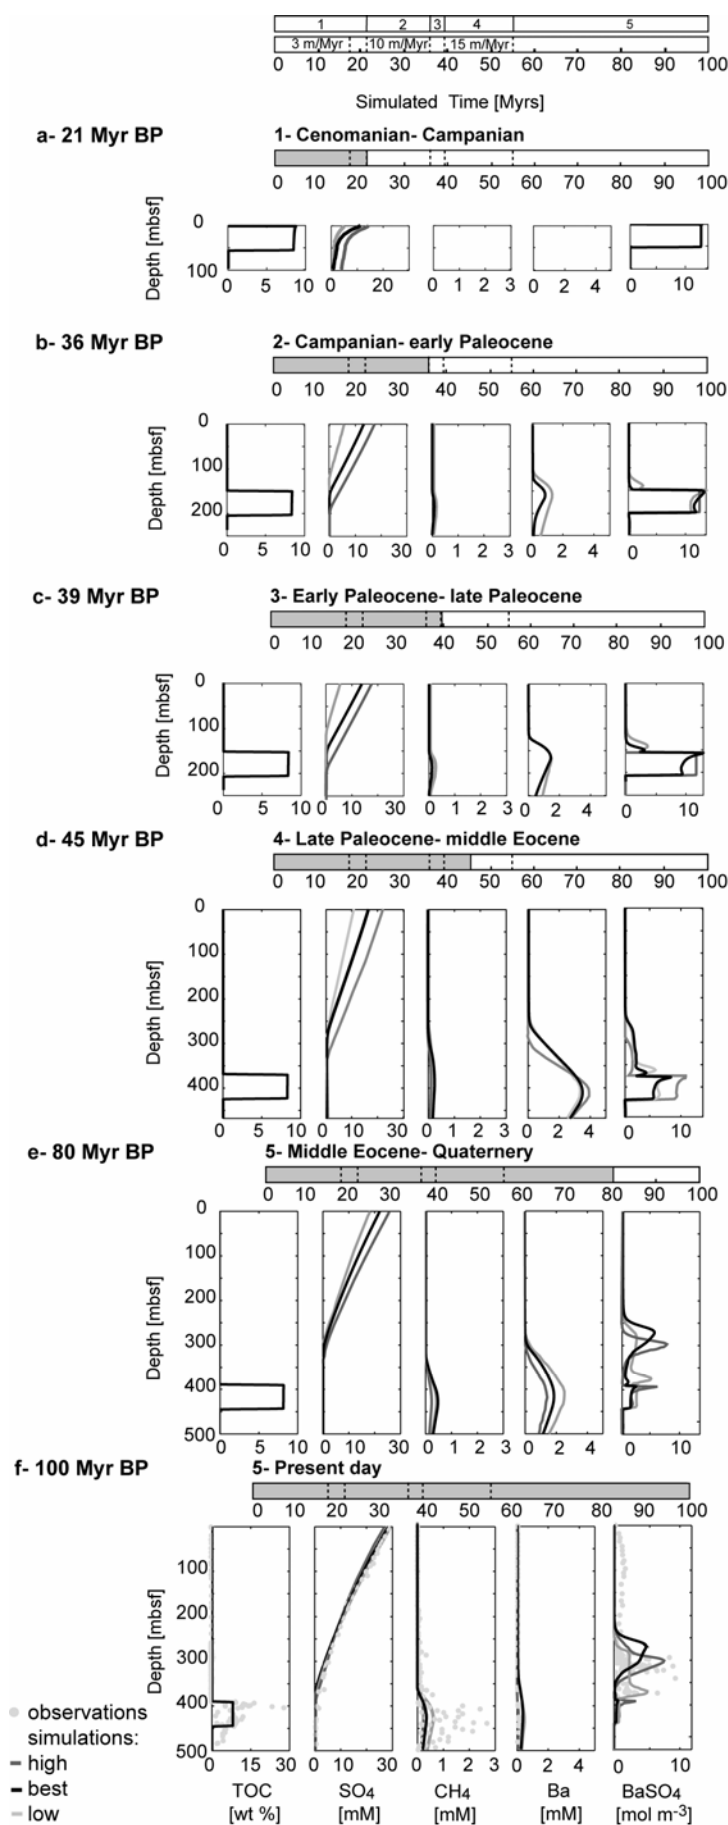 1 2 3 4 5
3 m/Myr 10 m/Myr 15 m/Myr
0 10 20 30 40 50 60 70 80 90 100
Simulated Time [Myrs]
a- 21 Myr BP 1- Cenomanian- Campanian
0 10 20 30 40 50 60 70 80 90 100
Depth [mbsf]
0
100
0 5 10 0 20 0 1 2 3 0 2 4 0 10
b- 36 Myr BP 2- Campanian- early Paleocene
0 10 20 30 40 50 60 70 80 90 100
Depth [mbsf]
0
100
200
0 5 10 0 10 20 30 0 1 2 3 0 2 4 0 10
c- 39 Myr BP 3- Early Paleocene- late Paleocene
0 10 20 30 40 50 60 70 80 90 100
Depth [mbsf]
0
100
200
0 5 10 0 10 20 30 0 1 2 3 0 2 4 0 10
d- 45 Myr BP 4- Late Paleocene- middle Eocene
0 10 20 30 40 50 60 70 80 90 100
Depth [mbsf]
0
100
200
300
400
0 5 10 0 10 20 30 0 1 2 3 0 2 4 0 10
e- 80 Myr BP 5- Middle Eocene- Quaternery
0 10 20 30 40 50 60 70 80 90 100
Depth [mbsf]
0
100
200
300
400
500
0 5 10 0 10 20 30 0 1 2 3 0 2 4 0 10
f- 100 Myr BP 5- Present day
0 10 20 30 40 50 60 70 80 90 100
Depth [mbsf]
100
200
300
400
500
0 15 30 0 10 20 30 0 1 2 3 0 2 4 0 10
observations
simulations:
high
best
low
TOC SO4 CH4 Ba BaSO4
[wt %] [mM] [mM] [mM] [mol m-3]